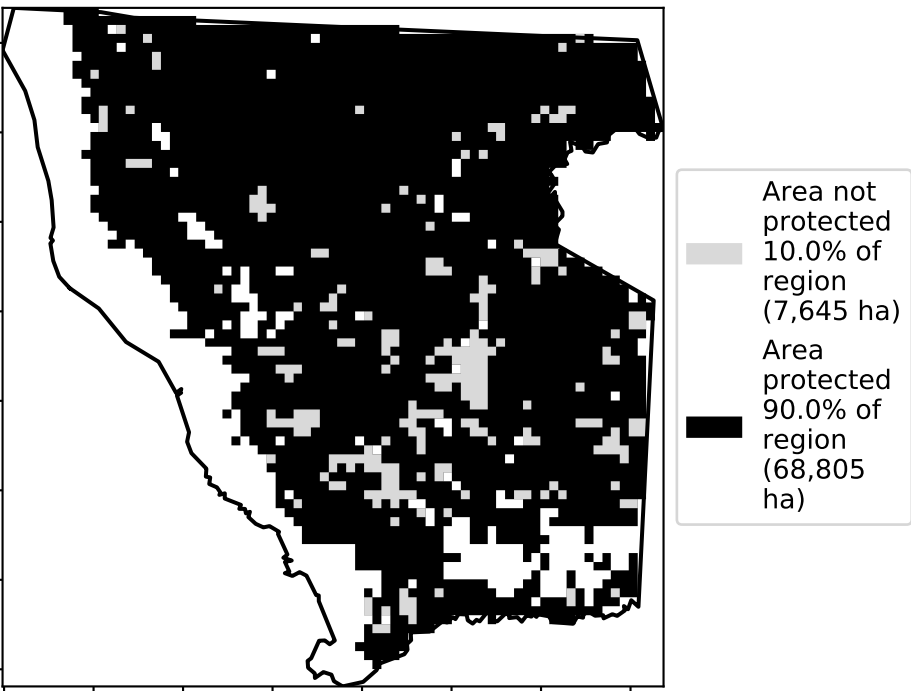 Area not
protected
10.0% of
region
(7,645 ha)
Area
protected
90.0% of
region
(68,805
ha)